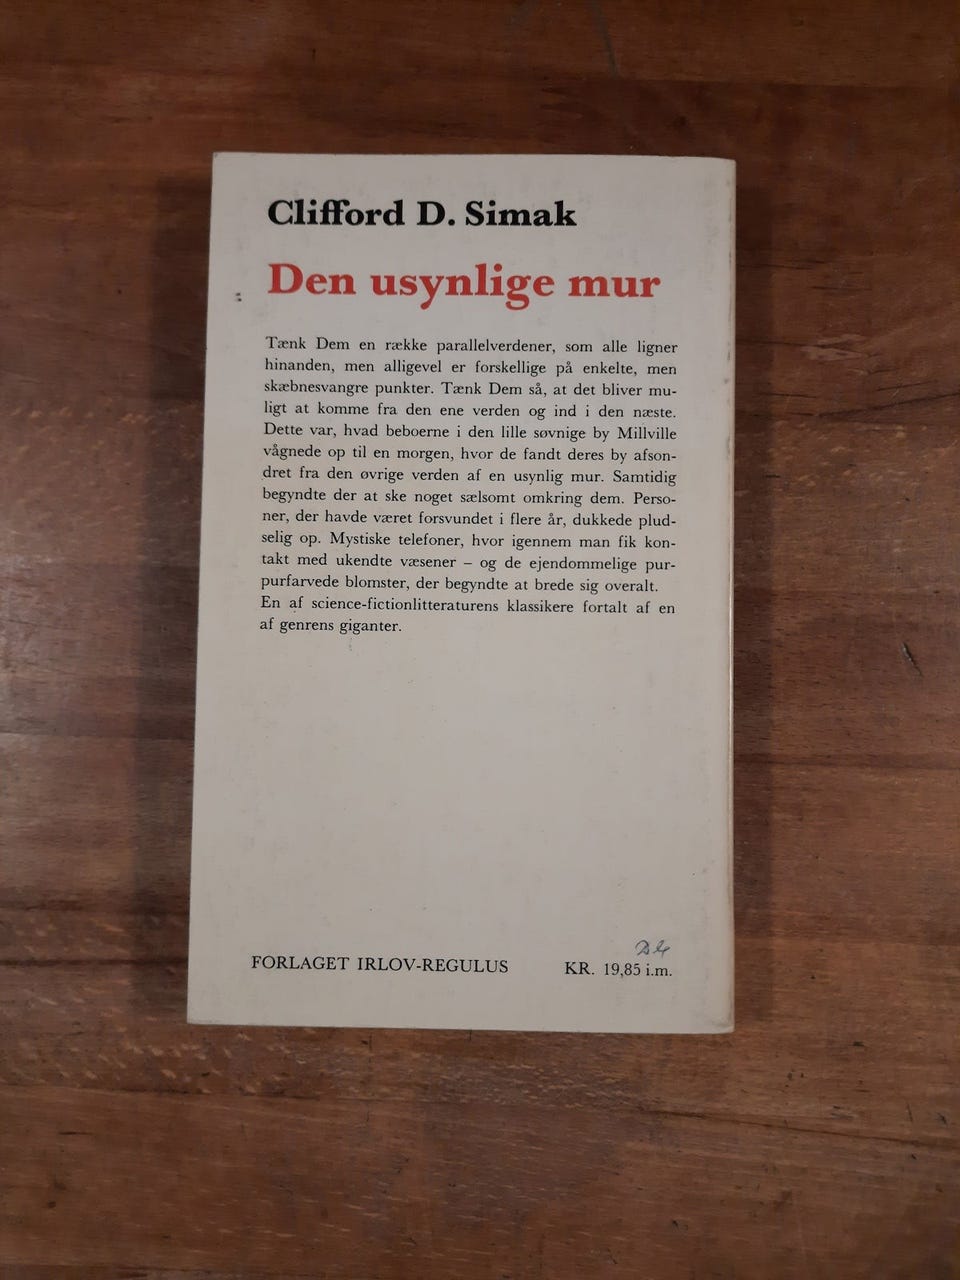 Clifford D. Simak
Den usynlige mur
Tænk Dem en række parallelverdener, som alle ligner
hinanden, men alligevel er forskellige på enkelte, men
skæbnesvangre punkter. Tænk Dem så, at det bliver mu-
ligt at komme fra den ene verden og ind i den næste.
Dette var, hvad beboerne i den lille søvnige by Millville
vågnede op til en morgen, hvor de fandt deres by afson-
dret fra den øvrige verden af en usynlig mur. Samtidig
begyndte der at ske noget sælsomt omkring dem. Perso-
ner, der havde været forsvundet i flere år, dukkede plud-
selig op. Mystiske telefoner, hvor igennem man fik kon-
takt med ukendte væsener – og de ejendommelige pur-
purfarvede blomster, der begyndte at brede sig overalt.
En af science-fictionlitteraturens klassikere fortalt af en
af genrens giganter.
FORLAGET IRLOV-REGULUS
KR. 19,85 i.m.